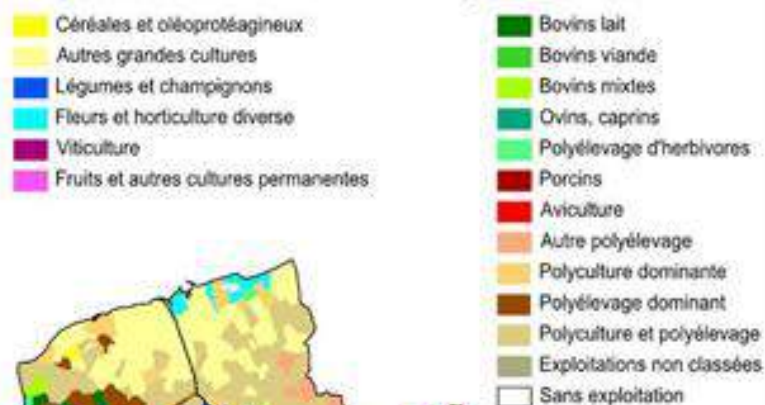 Céréales et oléoprotéagineux
Autres grandes cultures
Légumes et champignons
Fleurs et horticulture diverse
Viticulture
Fruits et autres cultures permanentes
Bovins lait
Bovins viande
Bovins mixtes
Ovins, caprins
Polyélevage d'herbivores
Porcins
Aviculture
Autre polyélevage
Polyculture dominante
Polyélevage dominant
Polyculture et polyélevage
Exploitations non classées
Sans exploitation